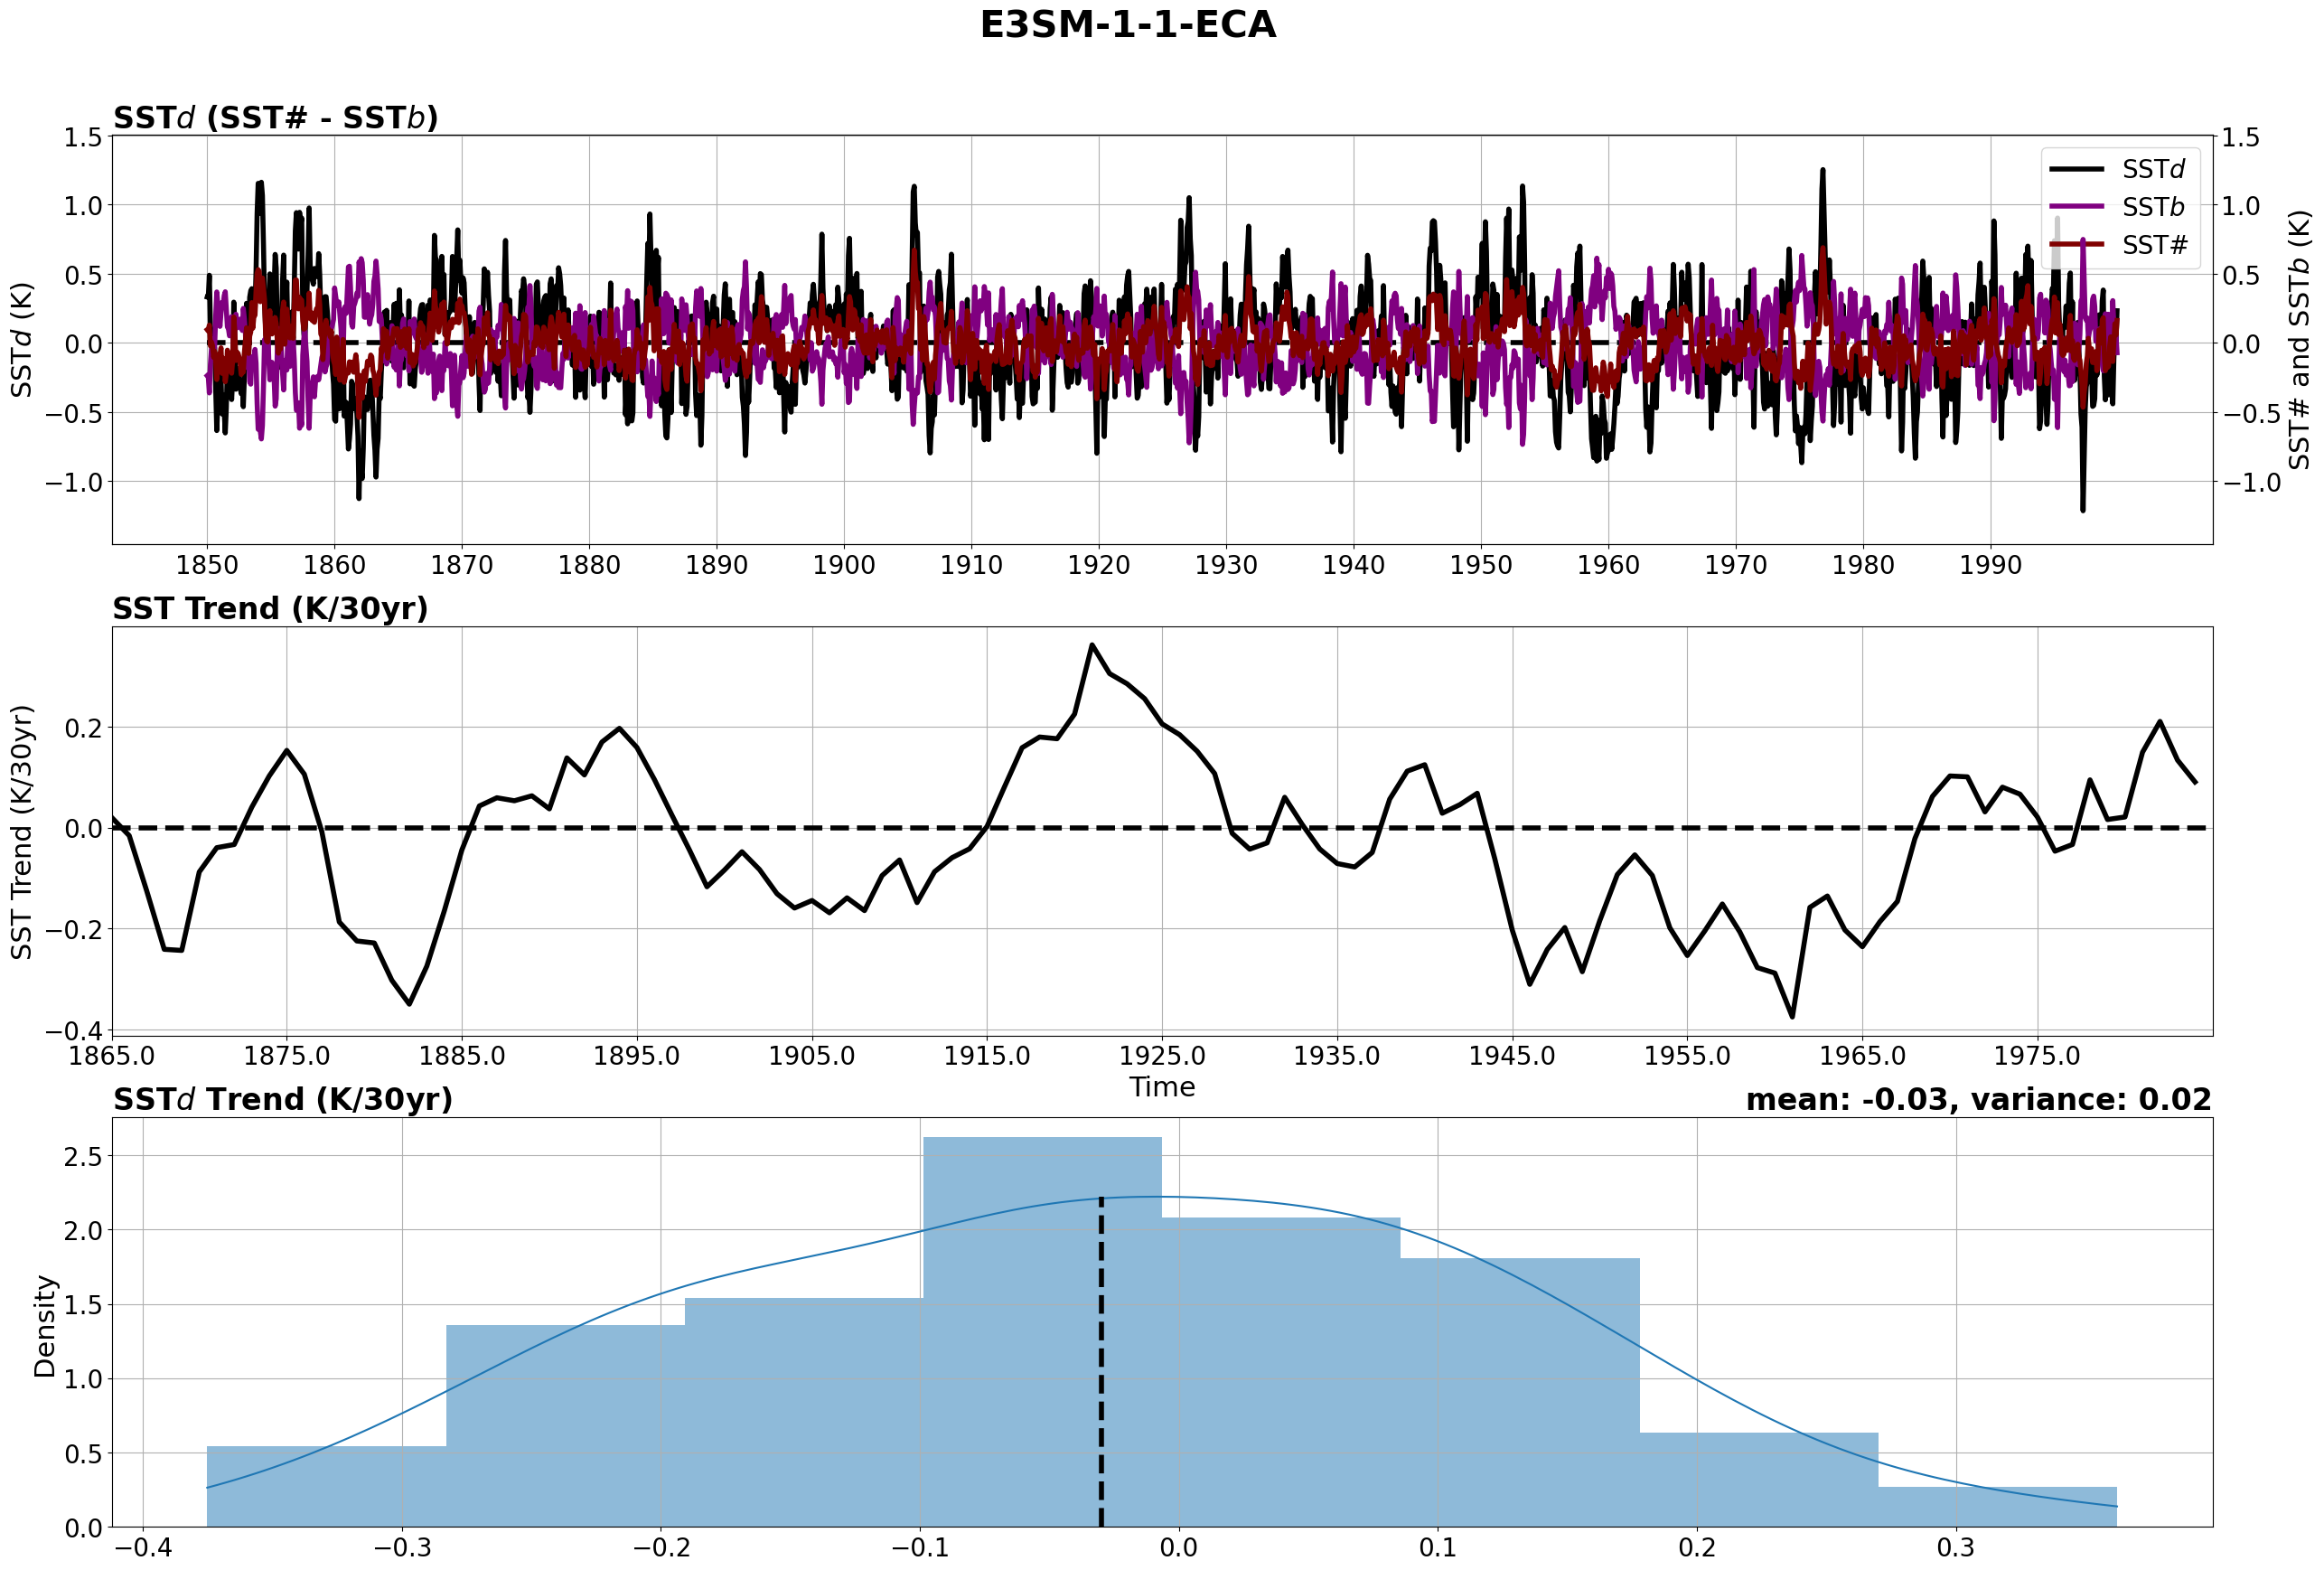 E3SM-1-1-ECA
SSTd (SST# - SSTb)
SSTd (K)
1.5
1.0
0.5
0.0
−0.5
−1.0
1.5
1.0
0.5
0.0
−0.5
−1.0
SST# and SSTb (K)
SSTd
SSTb
SST#
1850 1860 1870 1880 1890 1900 1910 1920 1930 1940 1950 1960 1970 1980 1990
SST Trend (K/30yr)
SST Trend (K/30yr)
0.2
0.0
−0.2
−0.4
1865.0 1875.0 1885.0 1895.0 1905.0 1915.0 1925.0 1935.0 1945.0 1955.0 1965.0 1975.0
Time
SSTd Trend (K/30yr)
mean: -0.03, variance: 0.02
Density
2.5
2.0
1.5
1.0
0.5
0.0
−0.4 −0.3 −0.2 −0.1 0.0 0.1 0.2 0.3